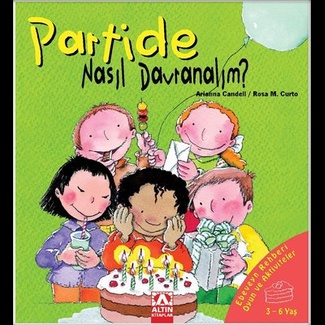 Partide
Nasıl Davranalım?
Arianna Candell / Rosa M. Curto
Ebeveyn Rehberi
Oyun ve Aktiviteler
3 - 6 Yaş
ALTIN
KİTAPLAR